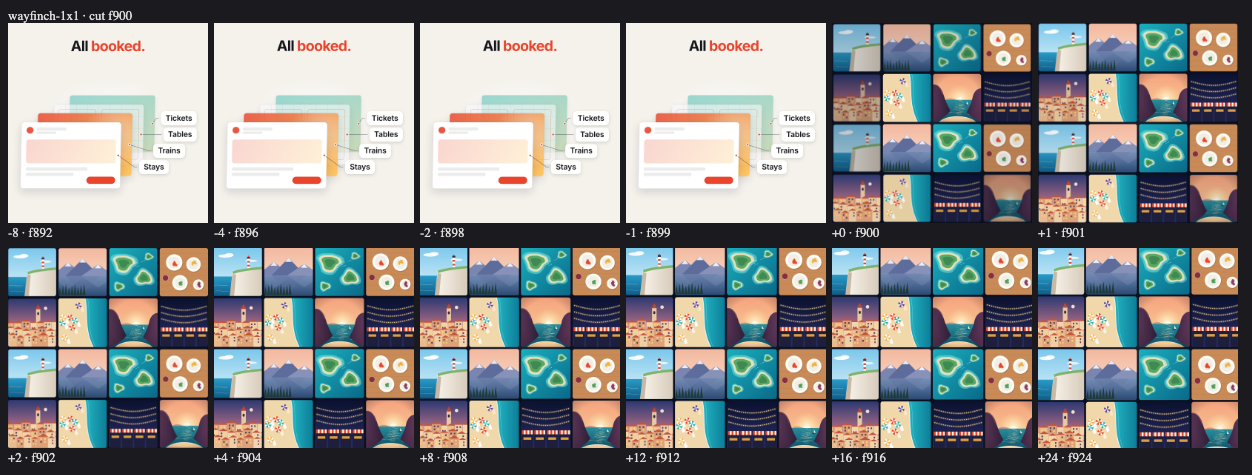 wayfinch-1x1 · cut f900
All booked.
Tickets
Tables
Trains
Stays
All booked.
Tickets
Tables
Trains
Stays
All booked.
Tickets
Tables
Trains
Stays
All booked.
Tickets
Tables
Trains
Stays
-8 · f892
-4 · f896
-2 · f898
-1 · f899
+0 · f900
+1 · f901
+2 · f902
+4 · f904
+8 · f908
+12 · f912
+16 · f916
+24 · f924